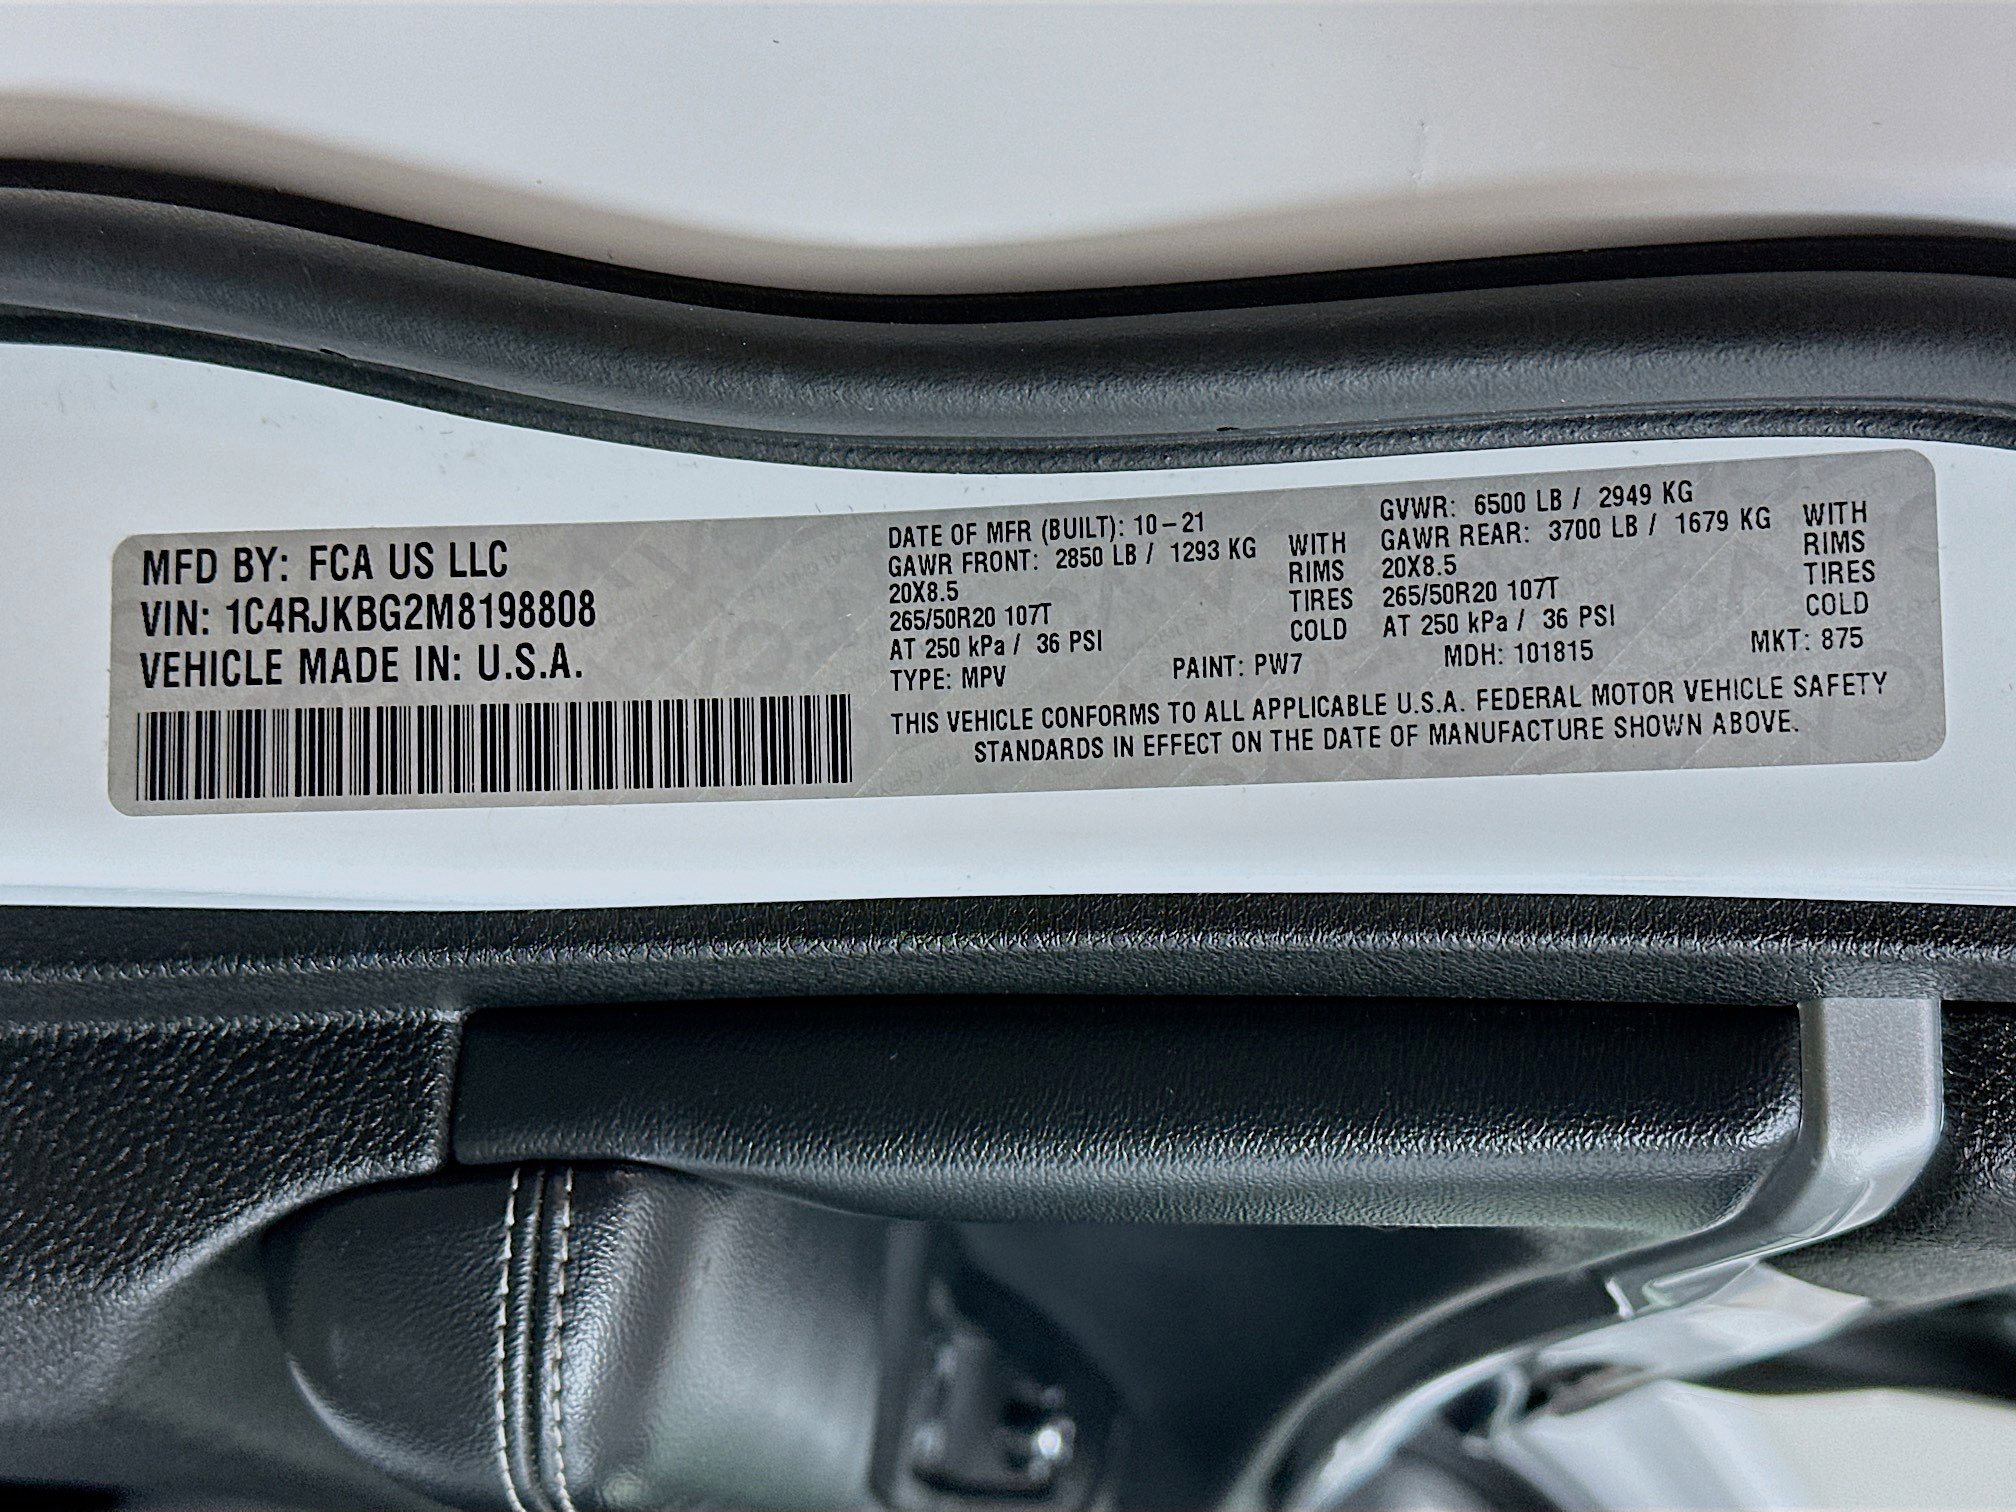 MFD BY: FCA US LLC
VIN: 1C4RJKBG2M8198808
VEHICLE MADE IN: U.S.A.
DATE OF MFR (BUILT): 10-21
GAWR FRONT: 2850 LB / 1293 KG WITH
20X8.5 RIMS
265/50R20 107T TIRES
AT 250 kPa / 36 PSI COLD
GVWR: 6500 LB / 2949 KG
GAWR REAR: 3700 LB / 1679 KG WITH
20X8.5 RIMS
265/50R20 107T TIRES
AT 250 kPa / 36 PSI COLD
TYPE: MPV PAINT: PW7 MDH: 101815 MKT: 875
THIS VEHICLE CONFORMS TO ALL APPLICABLE U.S.A. FEDERAL MOTOR VEHICLE SAFETY
STANDARDS IN EFFECT ON THE DATE OF MANUFACTURE SHOWN ABOVE.